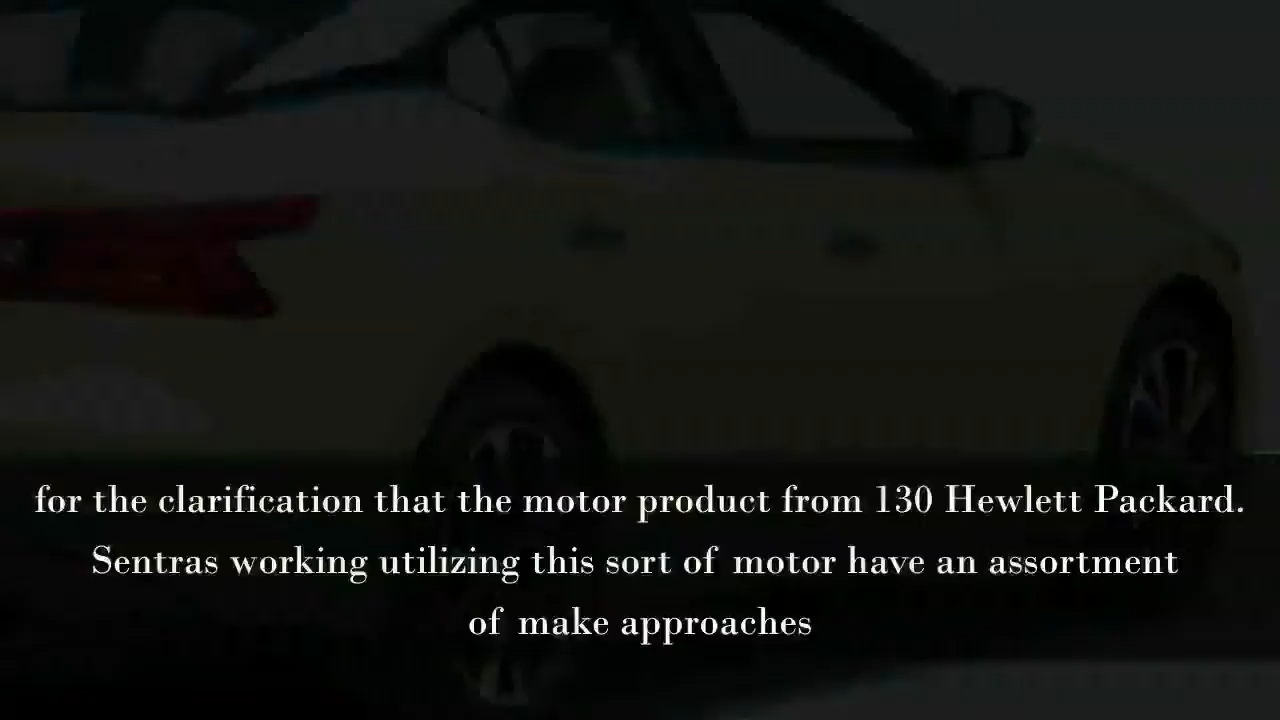 for the clarification that the motor product from 130 Hewlett Packard.
Sentras working utilizing this sort of motor have an assortment
of make approaches